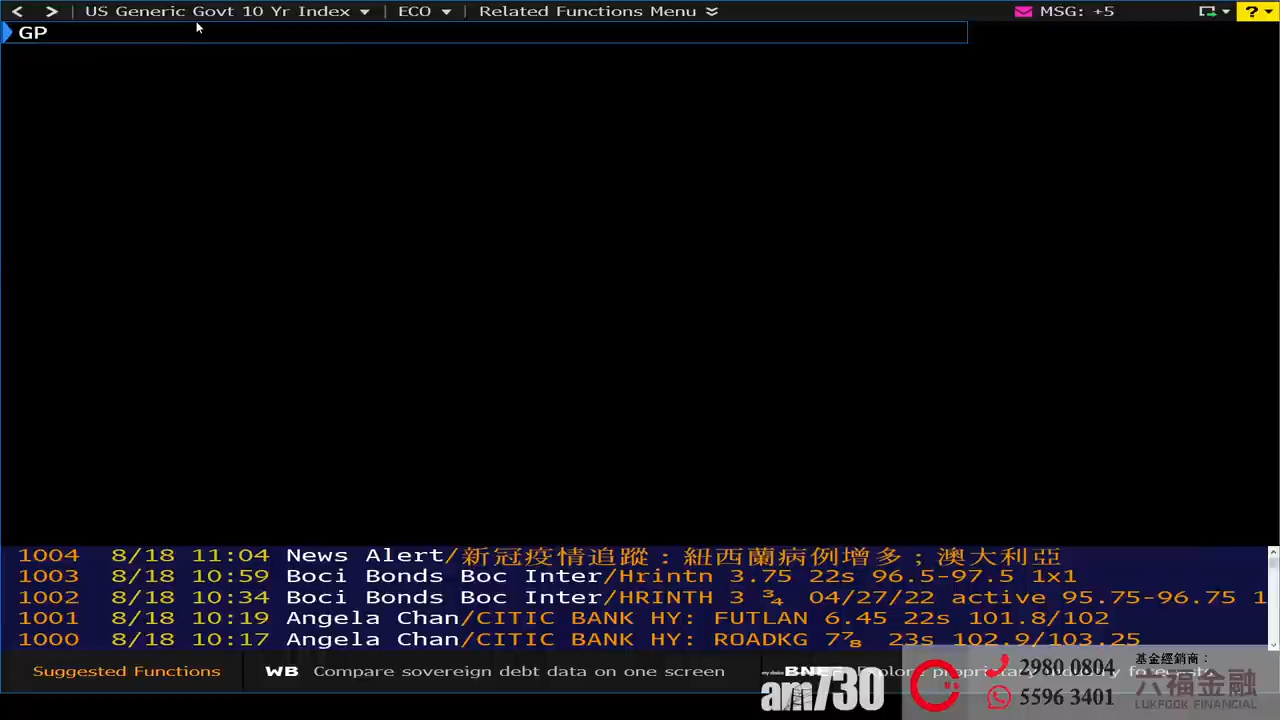 < > US Generic Govt 10 Yr Index ECO Related Functions Menu MSG: +5 ?
GP
1004 8/18 11:04 News Alert/新冠疫情追蹤：紐西蘭病例增多；澳大利亞
1003 8/18 10:59 Boci Bonds Boc Inter/Hrintn 3.75 22s 96.5-97.5 1x1
1002 8/18 10:34 Boci Bonds Boc Inter/HRINTH 3 ¾ 04/27/22 active 95.75-96.75 1
1001 8/18 10:19 Angela Chan/CITIC BANK HY: FUTLAN 6.45 22s 101.8/102
1000 8/18 10:17 Angela Chan/CITIC BANK HY: ROADKG 7⅞ 23s 102.9/103.25
Suggested Functions WB Compare sovereign debt data on one screen
my choice
am730
2980 0804
5596 3401
基金經銷商：
六福金融
LUKFOOK FINANCIAL